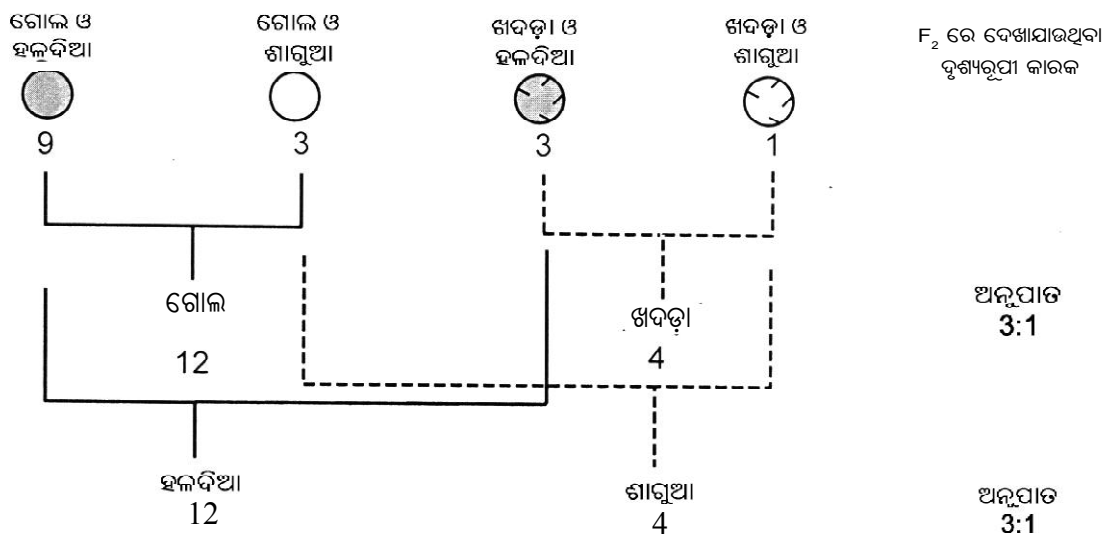 ଗୋଲ ଓ
ହଳଦିଆ
ଗୋଲ ଓ
ଶାଗୁଆ
ଖଦଡ଼ା ଓ
ହଳଦିଆ
ଖଦଡ଼ା ଓ
ଶାଗୁଆ
F₂ ରେ ଦେଖାଯାଉଥିବା
ଦୃଶ୍ୟରୂପୀ କାରକ
9 3 3 1
ଗୋଲ
12
ଖଦଡ଼ା
4
ଅନୁପାତ
3:1
ହଳଦିଆ
12
ଶାଗୁଆ
4
ଅନୁପାତ
3:1